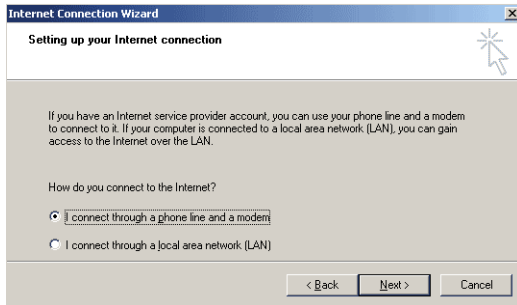 Internet Connection Wizard
Setting up your Internet connection
If you have an Internet service provider account, you can use your phone line and a modem
to connect to it. If your computer is connected to a local area network (LAN), you can gain
access to the Internet over the LAN.
How do you connect to the Internet?
I connect through a phone line and a modem
I connect through a local area network (LAN)
< Back Next > Cancel